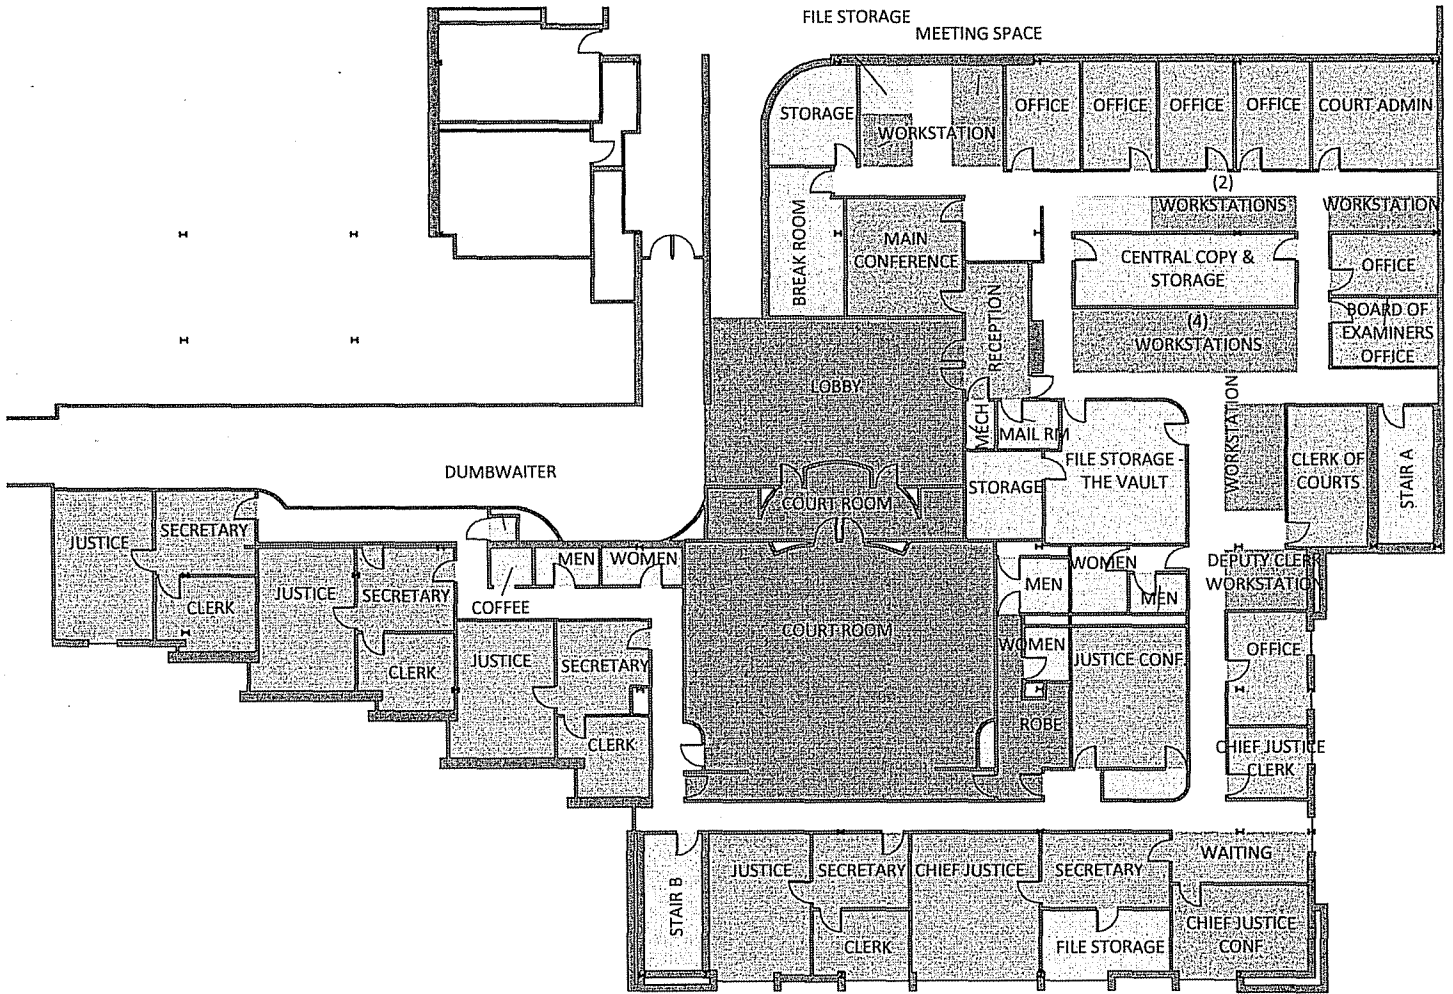 FILE STORAGE
MEETING SPACE
STORAGE
WORKSTATION
OFFICE
OFFICE
OFFICE
OFFICE
COURT ADMIN
(2)
WORKSTATIONS
WORKSTATION
BREAK ROOM
MAIN
CONFERENCE
CENTRAL COPY &
STORAGE
OFFICE
RECEPTION
(4)
WORKSTATIONS
BOARD OF
EXAMINERS
OFFICE
LOBBY
MECH
MAIL RM
WORKSTATION
FILE STORAGE -
THE VAULT
CLERK OF
COURTS
STAIR A
DUMBWAITER
STORAGE
COURT ROOM
JUSTICE
SECRETARY
CLERK
JUSTICE
SECRETARY
CLERK
MEN
WOMEN
COFFEE
MEN
WOMEN
MEN
DEPUTY CLERK
WORKSTATION
COURT ROOM
WOMEN
JUSTICE CONF.
OFFICE
JUSTICE
SECRETARY
CLERK
ROBE
CHIEF JUSTICE
CLERK
STAIR B
JUSTICE
SECRETARY
CLERK
CHIEF JUSTICE
SECRETARY
FILE STORAGE
WAITING
CHIEF JUSTICE
CONF.